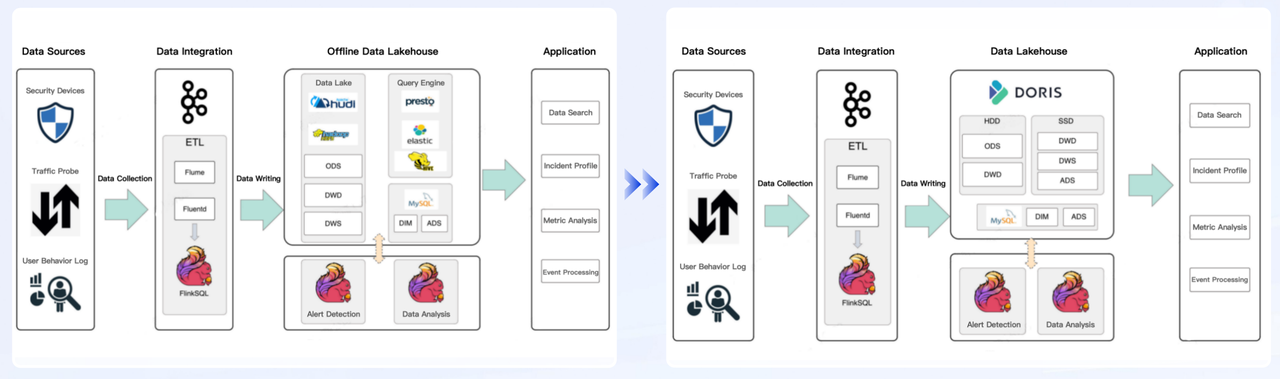 Data Sources
Data Integration
Offline Data Lakehouse
Application
Security Devices
Traffic Probe
User Behavior Log
Data Collection
ETL
Flume
Fluentd
FlinkSQL
Data Writing
Data Lake
hudi
hadoop
ODS
DWD
DWS
Query Engine
presto
elastic
HIVE
MySQL
DIM
ADS
Alert Detection
Data Analysis
Data Search
Incident Profile
Metric Analysis
Event Processing
Data Sources
Data Integration
Data Lakehouse
Application
Security Devices
Traffic Probe
User Behavior Log
Data Collection
ETL
Flume
Fluentd
FlinkSQL
Data Writing
DORIS
HDD
ODS
DWD
SSD
DWD
DWS
ADS
MySQL
DIM
ADS
Alert Detection
Data Analysis
Data Search
Incident Profile
Metric Analysis
Event Processing